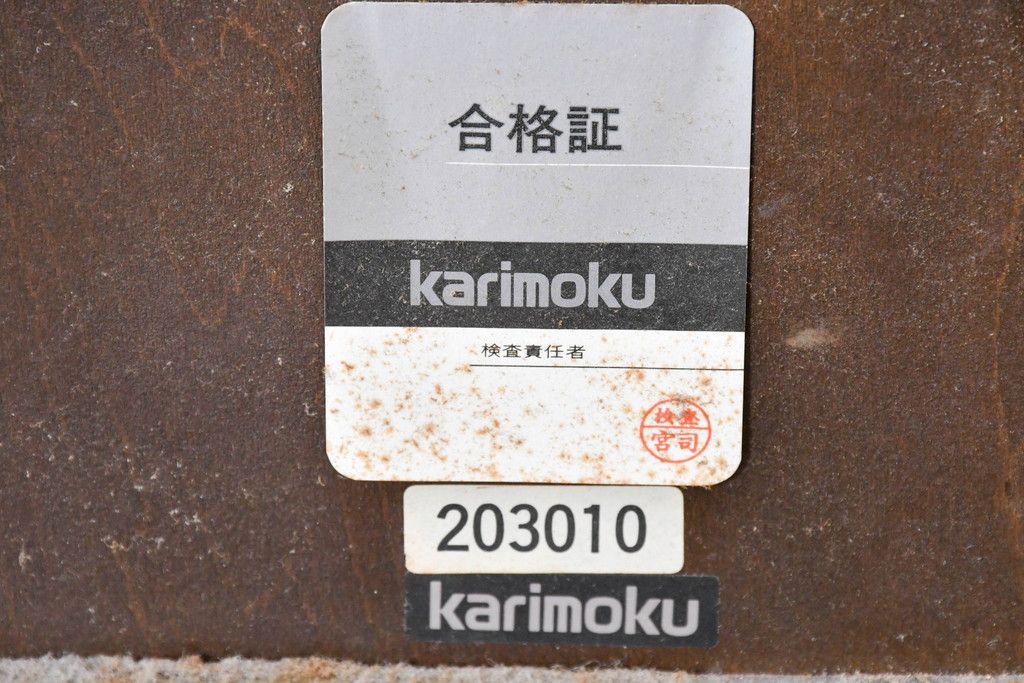 合格証
karimoku
検査責任者
検査
宮司
203010
karimoku